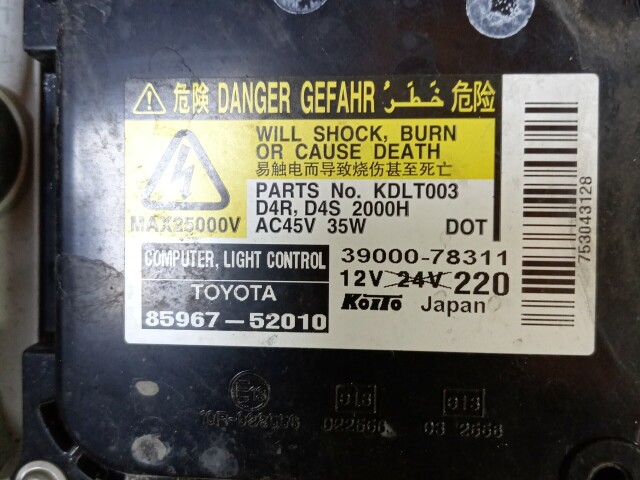 危険 DANGER GEFAHR خَطَرٌ 危险
WILL SHOCK, BURN
OR CAUSE DEATH
易触电而导致烧伤甚至死亡
MAX25000V
PARTS No. KDLT003
D4R, D4S 2000H
AC45V 35W DOT
COMPUTER, LIGHT CONTROL
TOYOTA
85967-52010
39000-78311
12V 24V 220
KOITO Japan
753043128